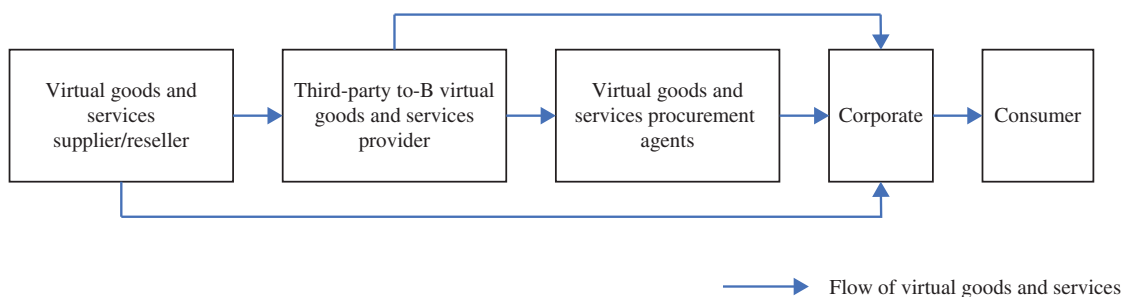 Virtual goods and
services
supplier/reseller
Third-party to-B virtual
goods and services
provider
Virtual goods and
services procurement
agents
Corporate
Consumer
Flow of virtual goods and services